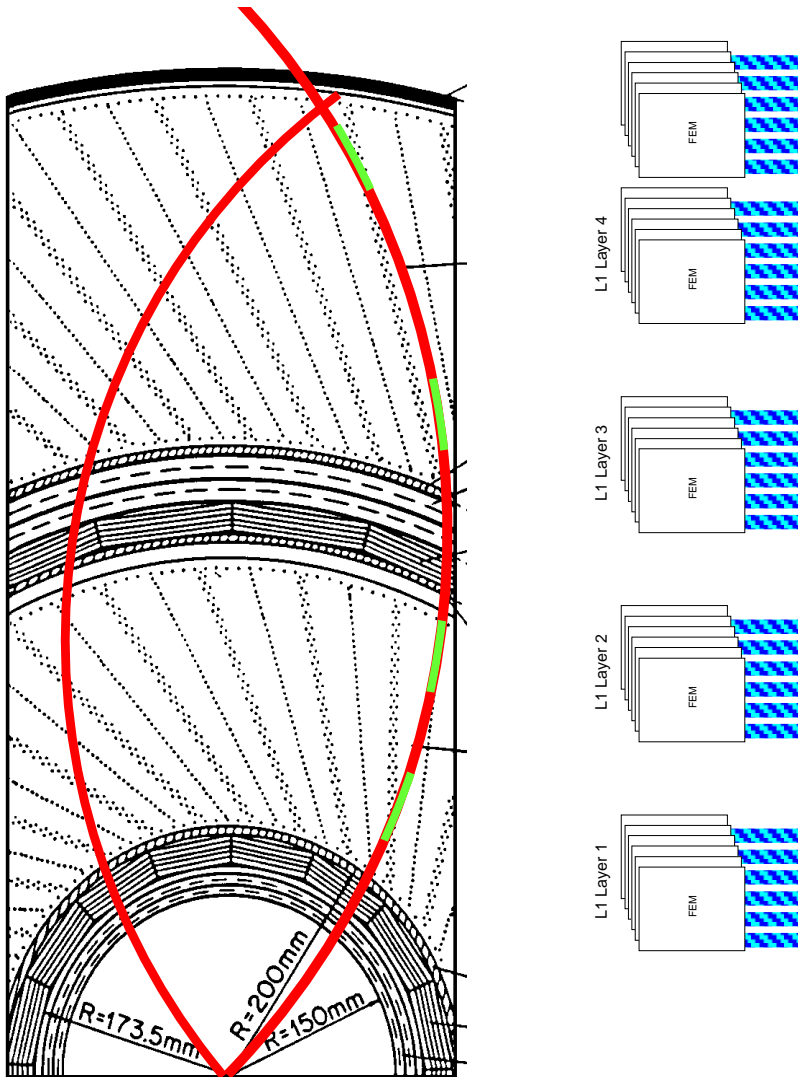 FEM
L1 Layer 4
FEM
L1 Layer 3
FEM
L1 Layer 2
FEM
L1 Layer 1
FEM
R=173.5mm
R=200mm
R=150mm